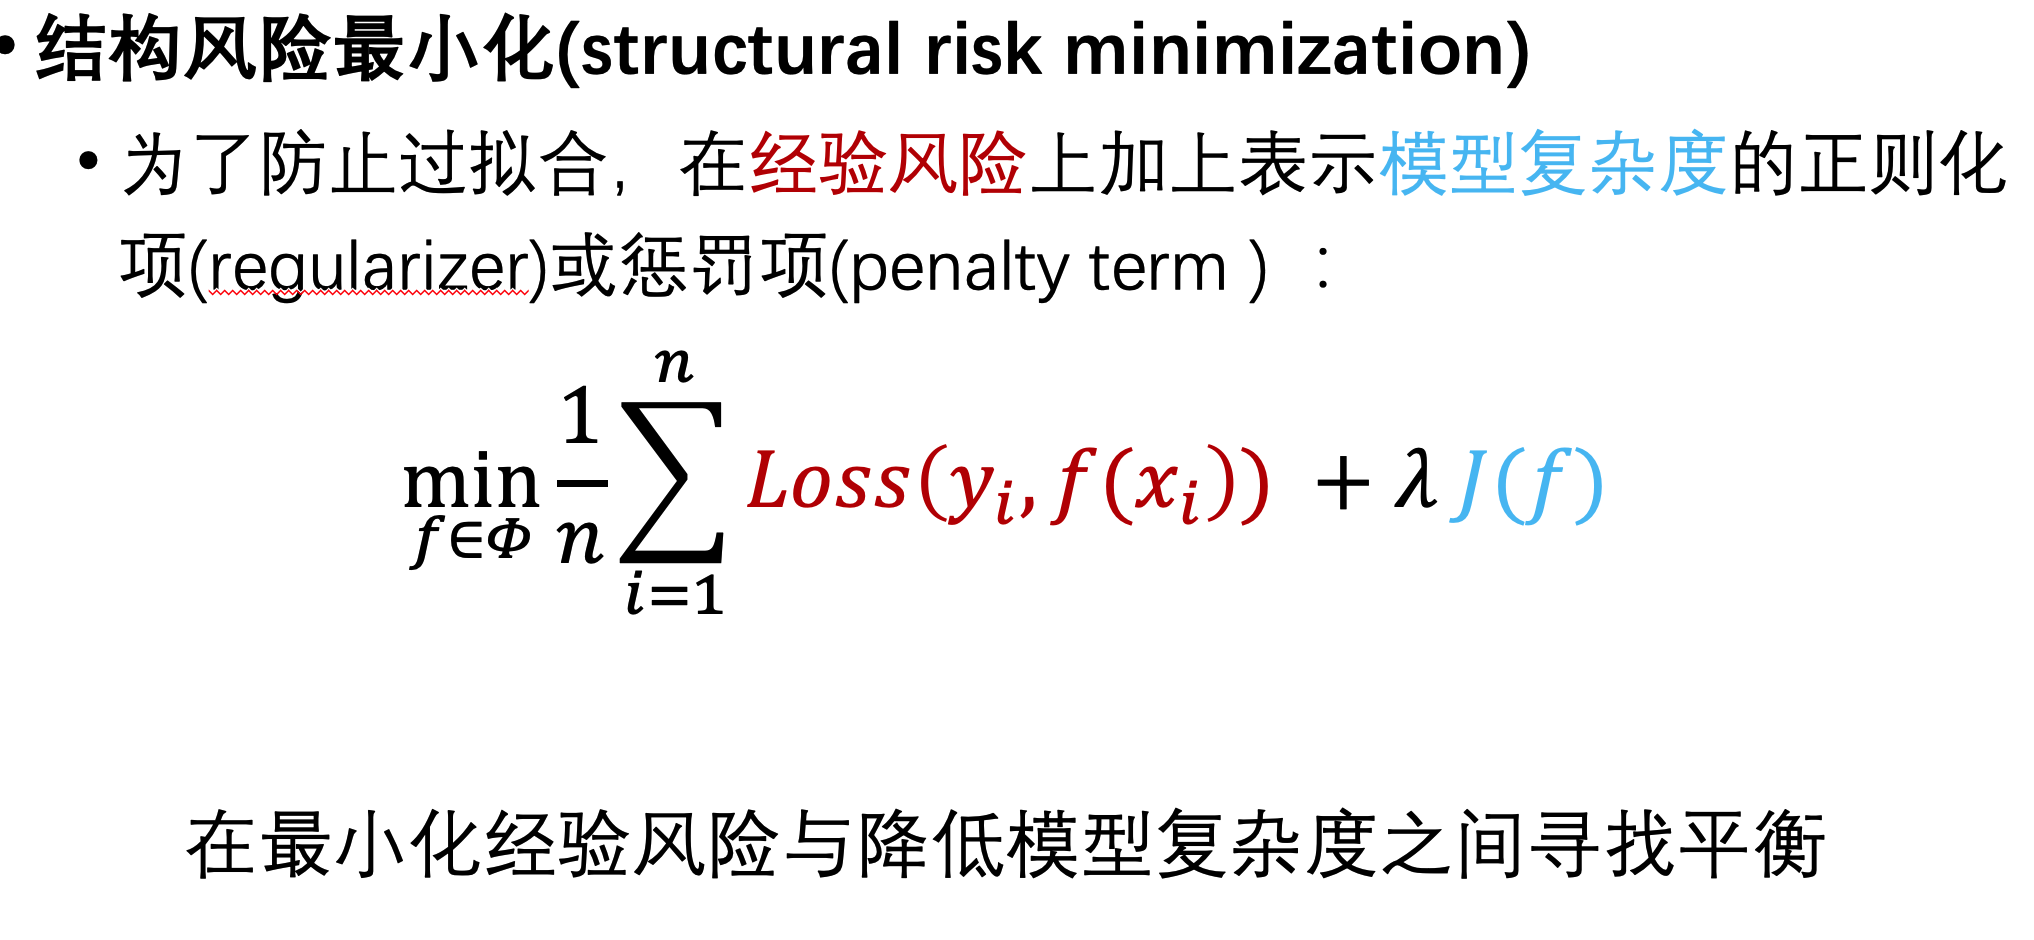 • 结构风险最小化(structural risk minimization)
• 为了防止过拟合，在经验风险上加上表示模型复杂度的正则化
项(regularizer)或惩罚项(penalty term ）：
$$\min_{f \in \Phi} \frac{1}{n} \sum_{i=1}^{n} Loss(y_i, f(x_i)) + \lambda J(f)$$
在最小化经验风险与降低模型复杂度之间寻找平衡